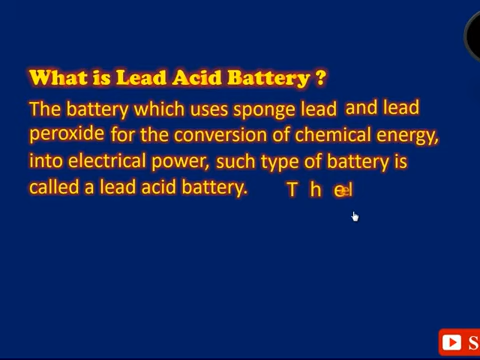 What is Lead Acid Battery ?
The battery which uses sponge lead and lead
peroxide for the conversion of chemical energy,
into electrical power, such type of battery is
called a lead acid battery. The